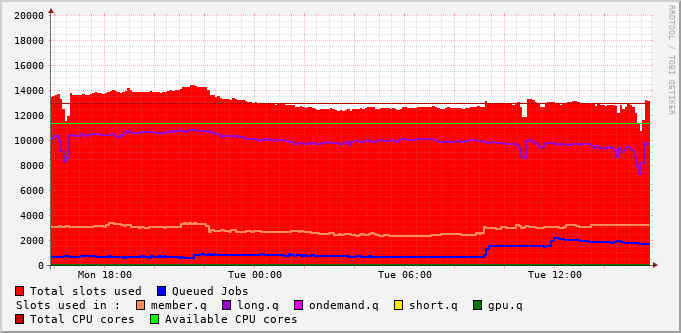 20000
18000
16000
14000
12000
10000
8000
6000
4000
2000
0
Mon 18:00 Tue 00:00 Tue 06:00 Tue 12:00
RRDTOOL / TOBI OETIKER
Total slots used Queued Jobs
Slots used in : member.q long.q ondemand.q short.q gpu.q
Total CPU cores Available CPU cores